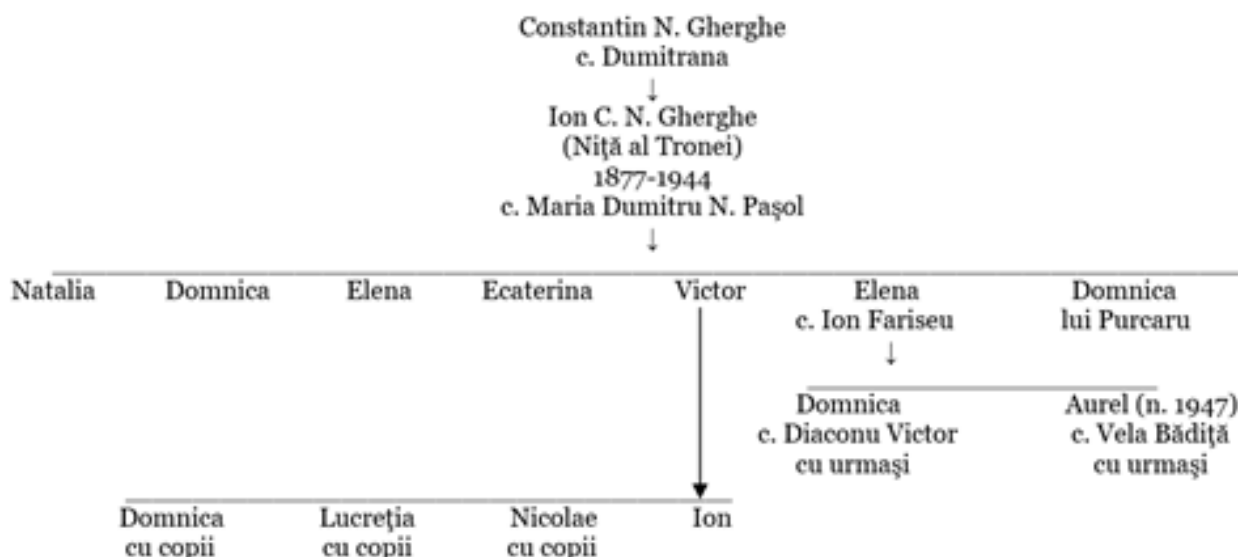 Constantin N. Gherghe
c. Dumitrana
↓
Ion C. N. Gherghe
(Niţă al Tronei)
1877-1944
c. Maria Dumitru N. Paşol
↓
Natalia Domnica Elena Ecaterina Victor Elena Domnica
c. Ion Fariseu lui Purcaru
↓
Domnica Aurel (n. 1947)
c. Diaconu Victor c. Vela Bădiţă
cu urmaşi cu urmaşi
Domnica Lucreţia Nicolae Ion
cu copii cu copii cu copii